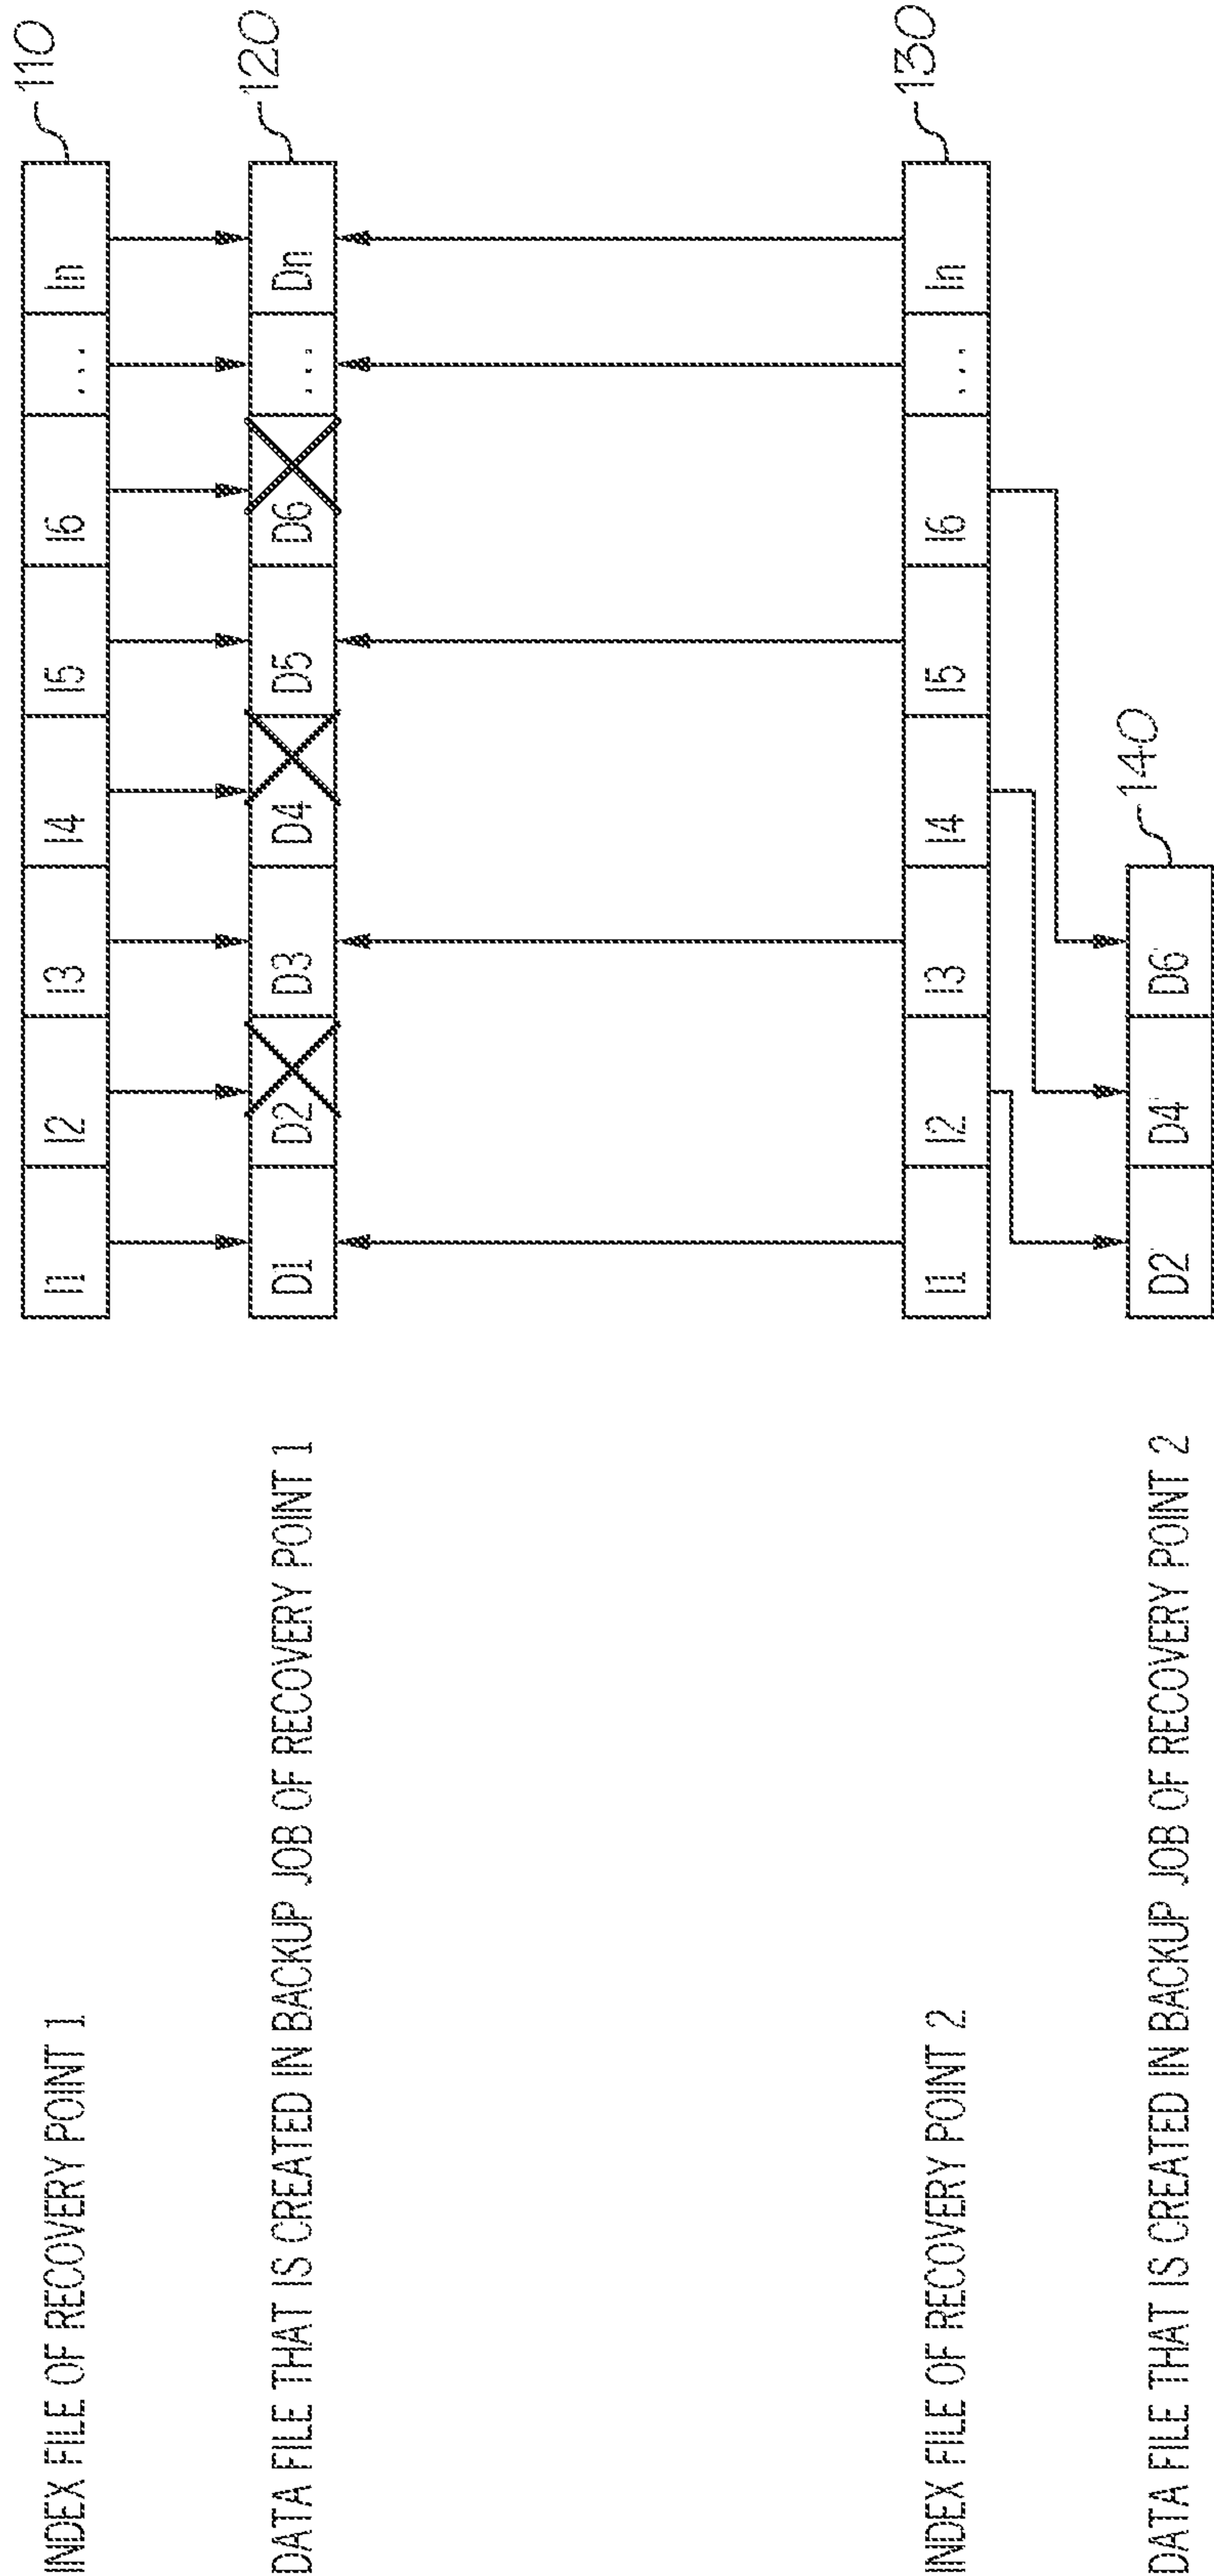 INDEX FILE OF RECOVERY POINT 1
I1 I2 I3 I4 I5 I6 ... In
110
DATA FILE THAT IS CREATED IN BACKUP JOB OF RECOVERY POINT 1
D1 D2 D3 D4 D5 D6 ... Dn
120
INDEX FILE OF RECOVERY POINT 2
I1 I2 I3 I4 I5 I6 ... In
130
DATA FILE THAT IS CREATED IN BACKUP JOB OF RECOVERY POINT 2
D2' D4' D6'
140